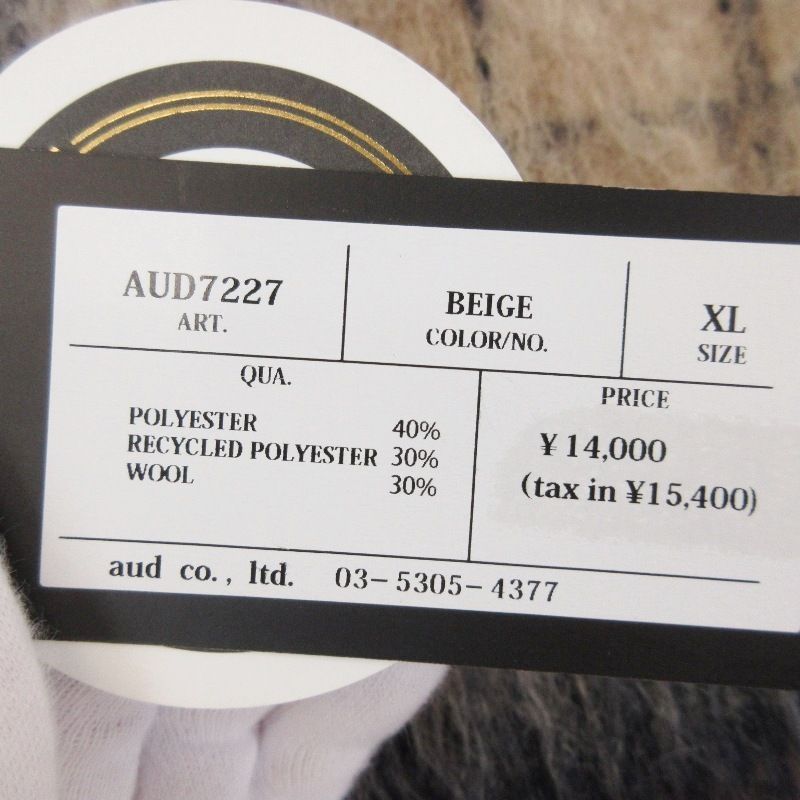 AUD7227
ART.
BEIGE
COLOR/NO.
XL
SIZE
QUA.
POLYESTER 40%
RECYCLED POLYESTER 30%
WOOL 30%
PRICE
¥14,000
(tax in ¥15,400)
aud co., ltd. 03-5305-4377